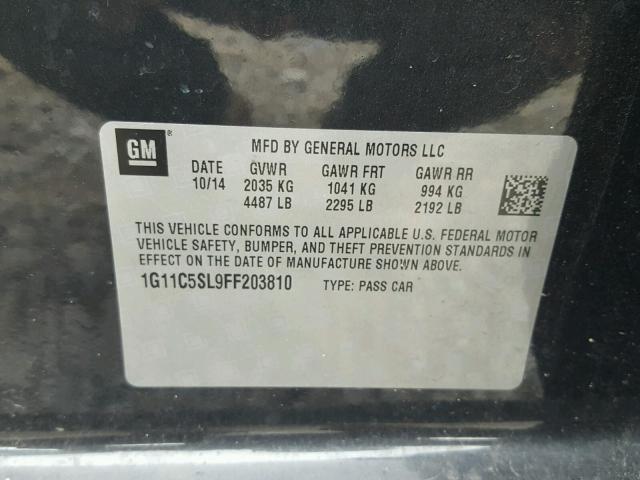 GM ®
MFD BY GENERAL MOTORS LLC
DATE GVWR GAWR FRT GAWR RR
10/14 2035 KG 1041 KG 994 KG
4487 LB 2295 LB 2192 LB
THIS VEHICLE CONFORMS TO ALL APPLICABLE U.S. FEDERAL MOTOR
VEHICLE SAFETY, BUMPER, AND THEFT PREVENTION STANDARDS IN
EFFECT ON THE DATE OF MANUFACTURE SHOWN ABOVE.
1G11C5SL9FF203810 TYPE: PASS CAR